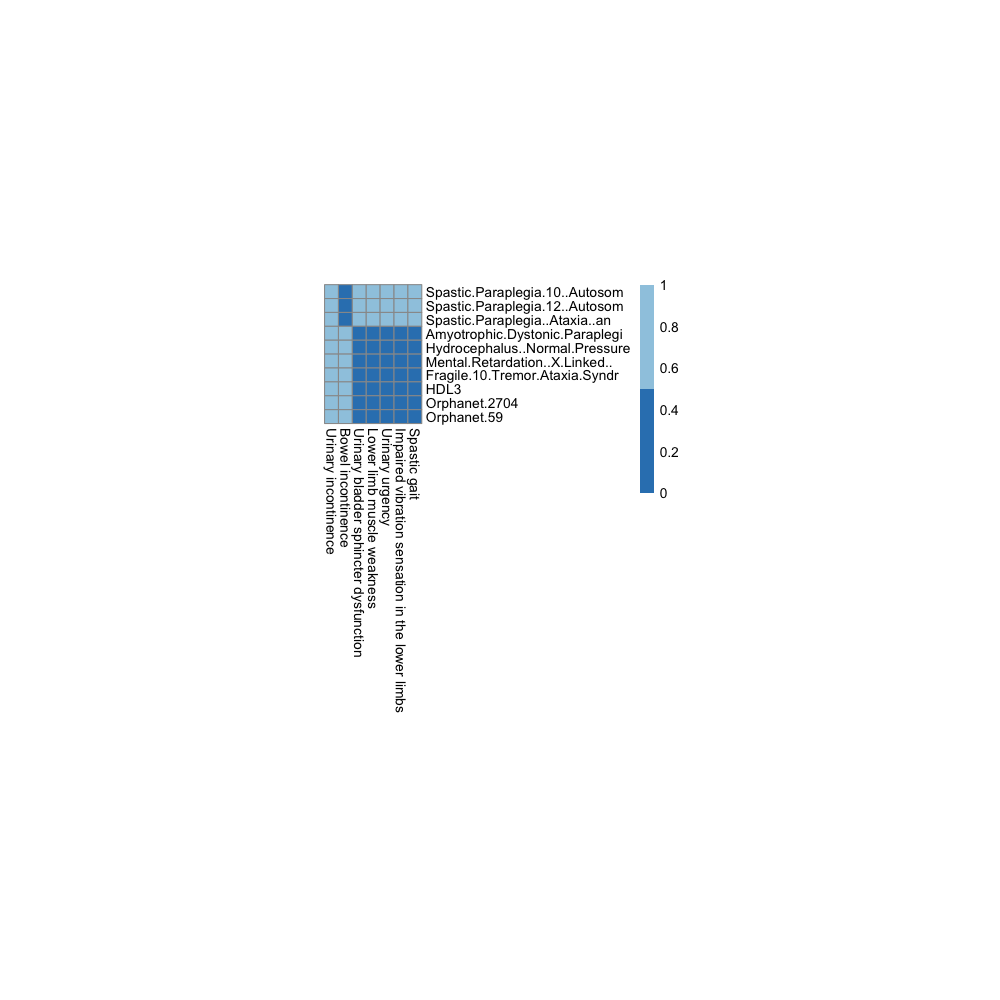 Spastic.Paraplegia.10..Autosom
Spastic.Paraplegia.12..Autosom
Spastic.Paraplegia..Ataxia..an
Amyotrophic.Dystonic.Paraplegi
Hydrocephalus..Normal.Pressure
Mental.Retardation..X.Linked..
Fragile.10.Tremor.Ataxia.Syndr
HDL3
Orphanet.2704
Orphanet.59
1
0.8
0.6
0.4
0.2
0
Urinary incontinence
Bowel incontinence
Urinary bladder sphincter dysfunction
Lower limb muscle weakness
Urinary urgency
Impaired vibration sensation in the lower limbs
Spastic gait